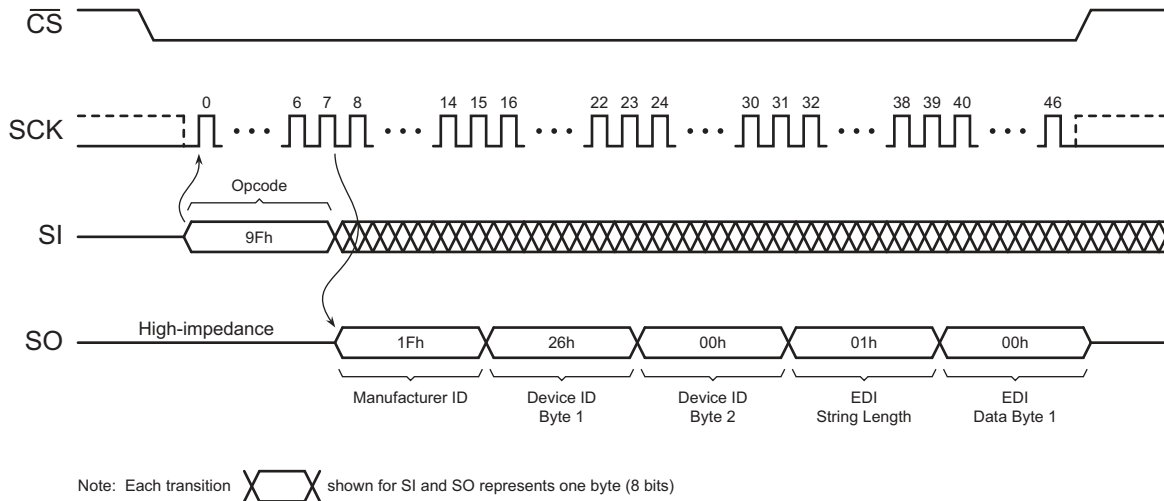 CS
0 6 7 8 14 15 16 22 23 24 30 31 32 38 39 40 46
SCK
Opcode
SI 9Fh
High-impedance
SO 1Fh 26h 00h 01h 00h
Manufacturer ID Device ID Device ID EDI EDI
Byte 1 Byte 2 String Length Data Byte 1
Note: Each transition shown for SI and SO represents one byte (8 bits)